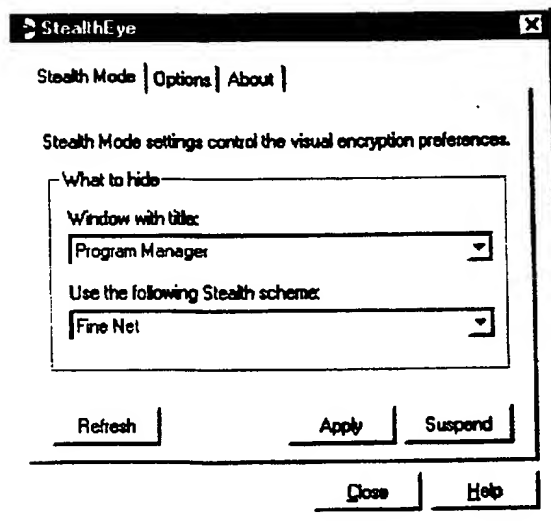 StealthEye
Stealth Mode Options About
Stealth Mode settings control the visual encryption preferences.
What to hide
Window with title:
Program Manager
Use the following Stealth scheme:
Fine Net
Refresh Apply Suspend
Close Help